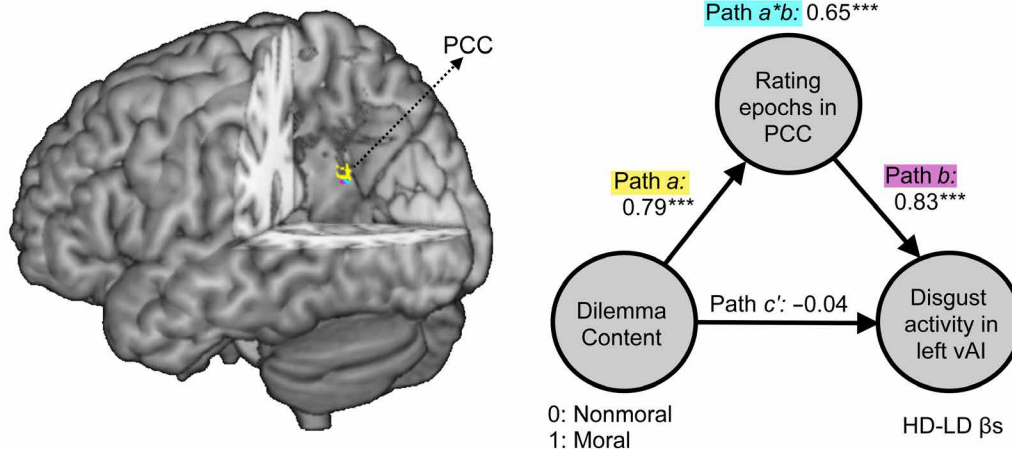 PCC
Path a*b: 0.65***
Rating
epochs in
PCC
Path a:
0.79***
Path b:
0.83***
Dilemma
Content
Path c': −0.04
Disgust
activity in
left vAI
0: Nonmoral
1: Moral
HD-LD βs